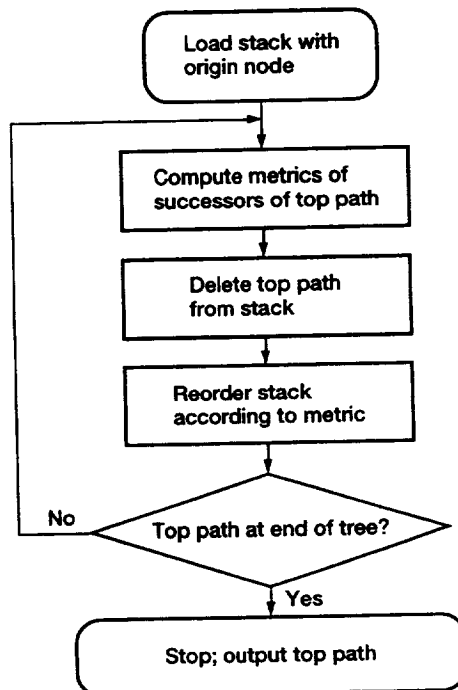 Load stack with
origin node
Compute metrics of
successors of top path
Delete top path
from stack
Reorder stack
according to metric
No
Top path at end of tree?
Yes
Stop; output top path